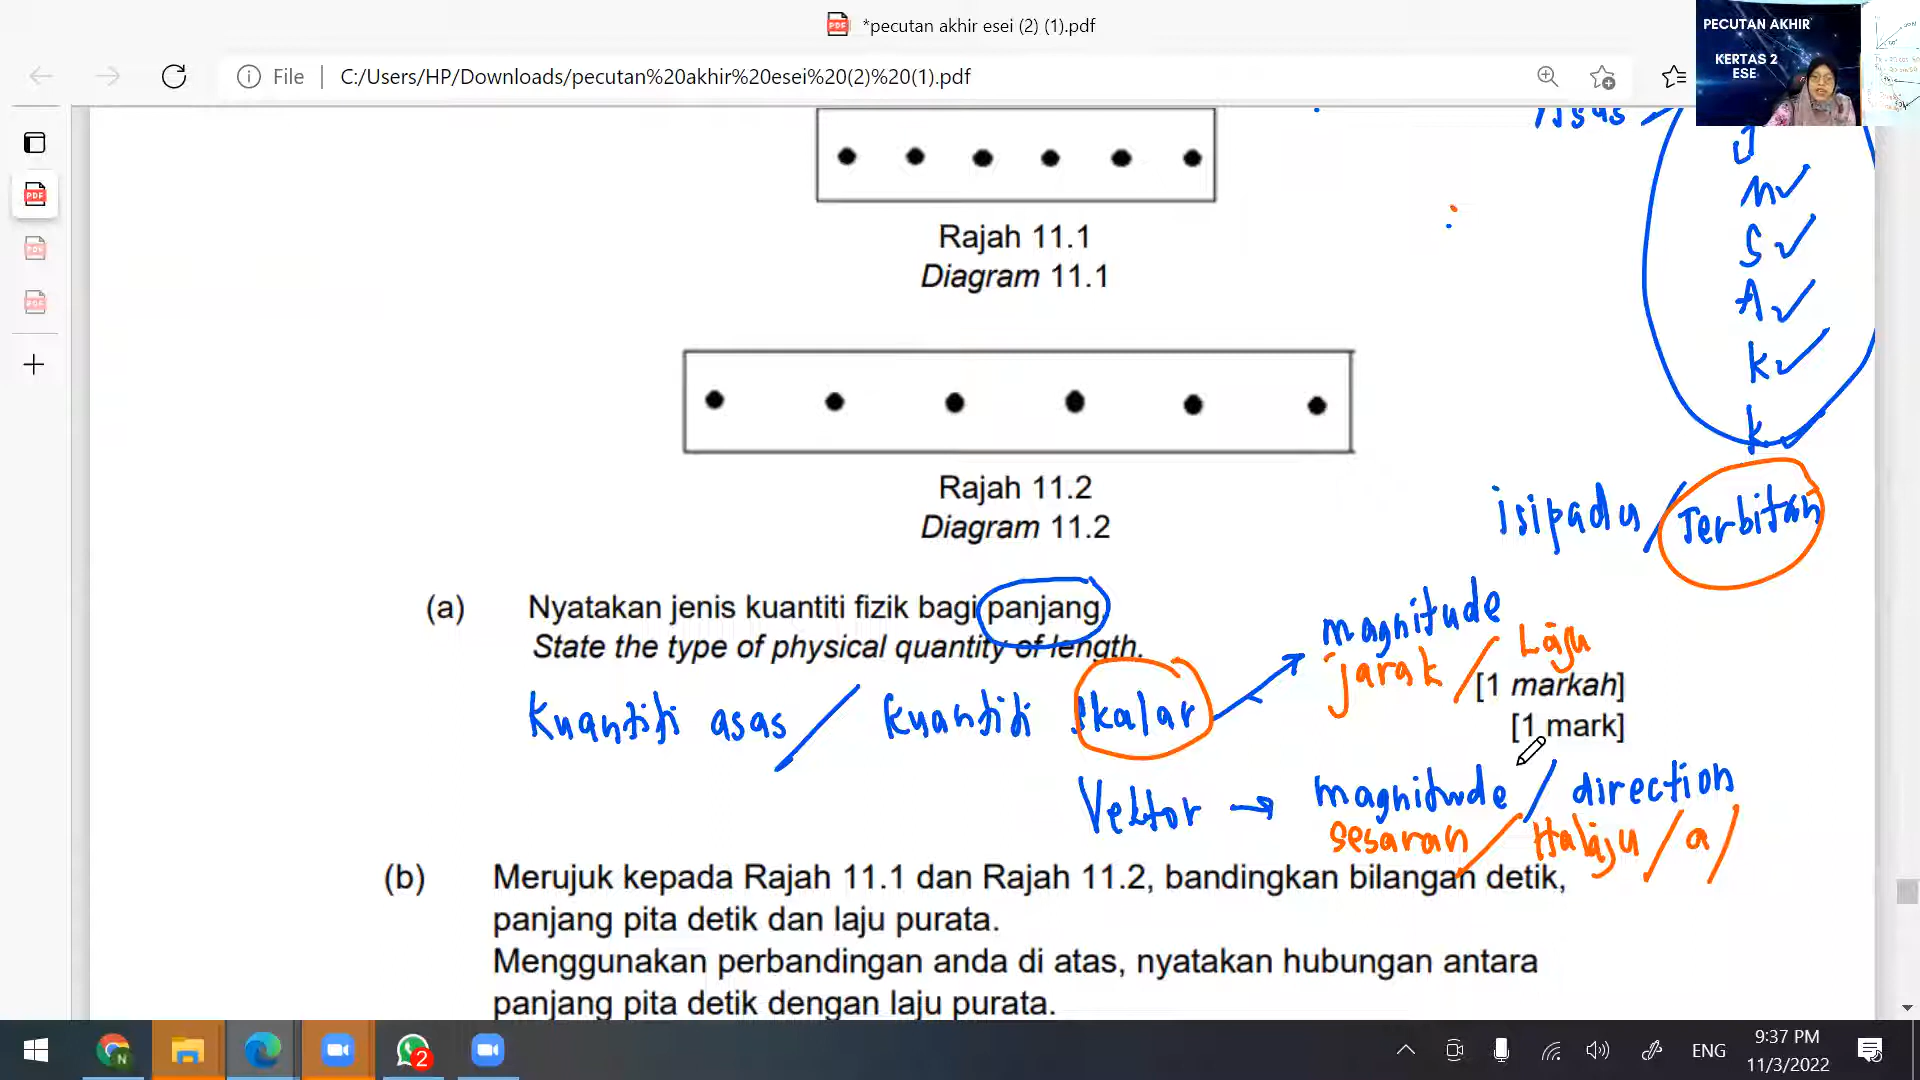 *pecutan akhir esei (2) (1).pdf
File
C:/Users/HP/Downloads/pecutan%20akhir%20esei%20(2)%20(1).pdf
PECUTAN AKHIR
KERTAS 2
ESE
Asas
m
S
A
K
k
Rajah 11.1
Diagram 11.1
Rajah 11.2
Diagram 11.2
isipadu / Terbitan
(a) Nyatakan jenis kuantiti fizik bagi panjang.
State the type of physical quantity of length.
magnitude
jarak / Laju
[1 markah]
[1 mark]
Kuantiti asas / kuantiti skalar
Vektor → magnitude / direction
sesaran / Halaju / a /
(b) Merujuk kepada Rajah 11.1 dan Rajah 11.2, bandingkan bilangan detik,
panjang pita detik dan laju purata.
Menggunakan perbandingan anda di atas, nyatakan hubungan antara
panjang pita detik dengan laju purata.
N
2
ENG
9:37 PM
11/3/2022